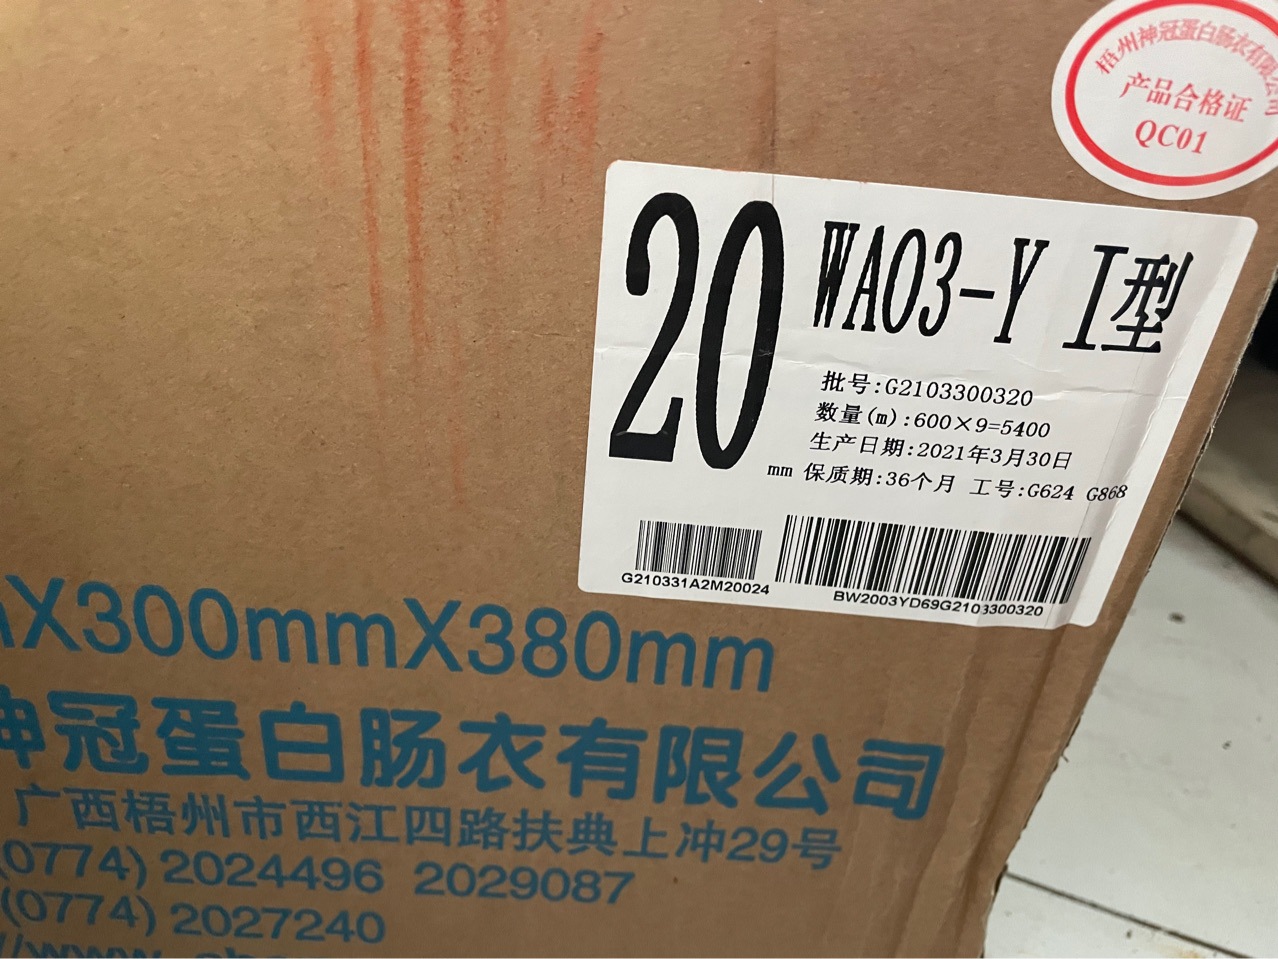 梧州神冠蛋白肠衣有限公司
产品合格证
QC01
20 mm
WA03-Y I型
批号:G2103300320
数量(m):600×9=5400
生产日期:2021年3月30日
保质期:36个月 工号:G624 G868
G210331A2M20024
BW2003YD69G2103300320
X300mmX380mm
神冠蛋白肠衣有限公司
广西梧州市西江四路扶典上冲29号
(0774) 2024496 2029087
(0774) 2027240